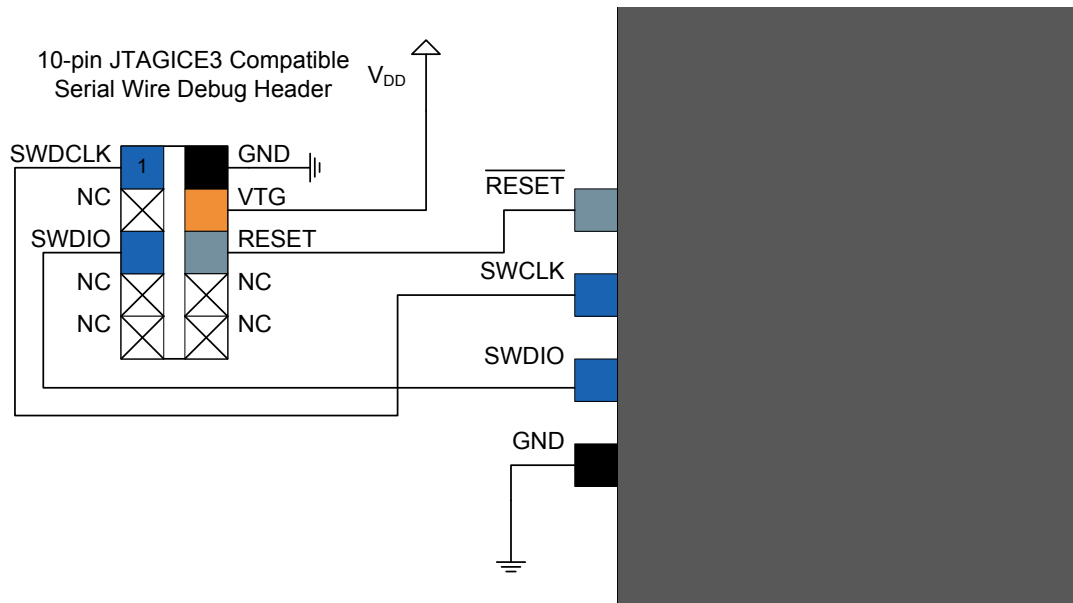 10-pin JTAGICE3 Compatible
Serial Wire Debug Header
VDD
SWDCLK
1
GND
NC
VTG
SWDIO
RESET
NC
NC
NC
NC
RESET
SWCLK
SWDIO
GND